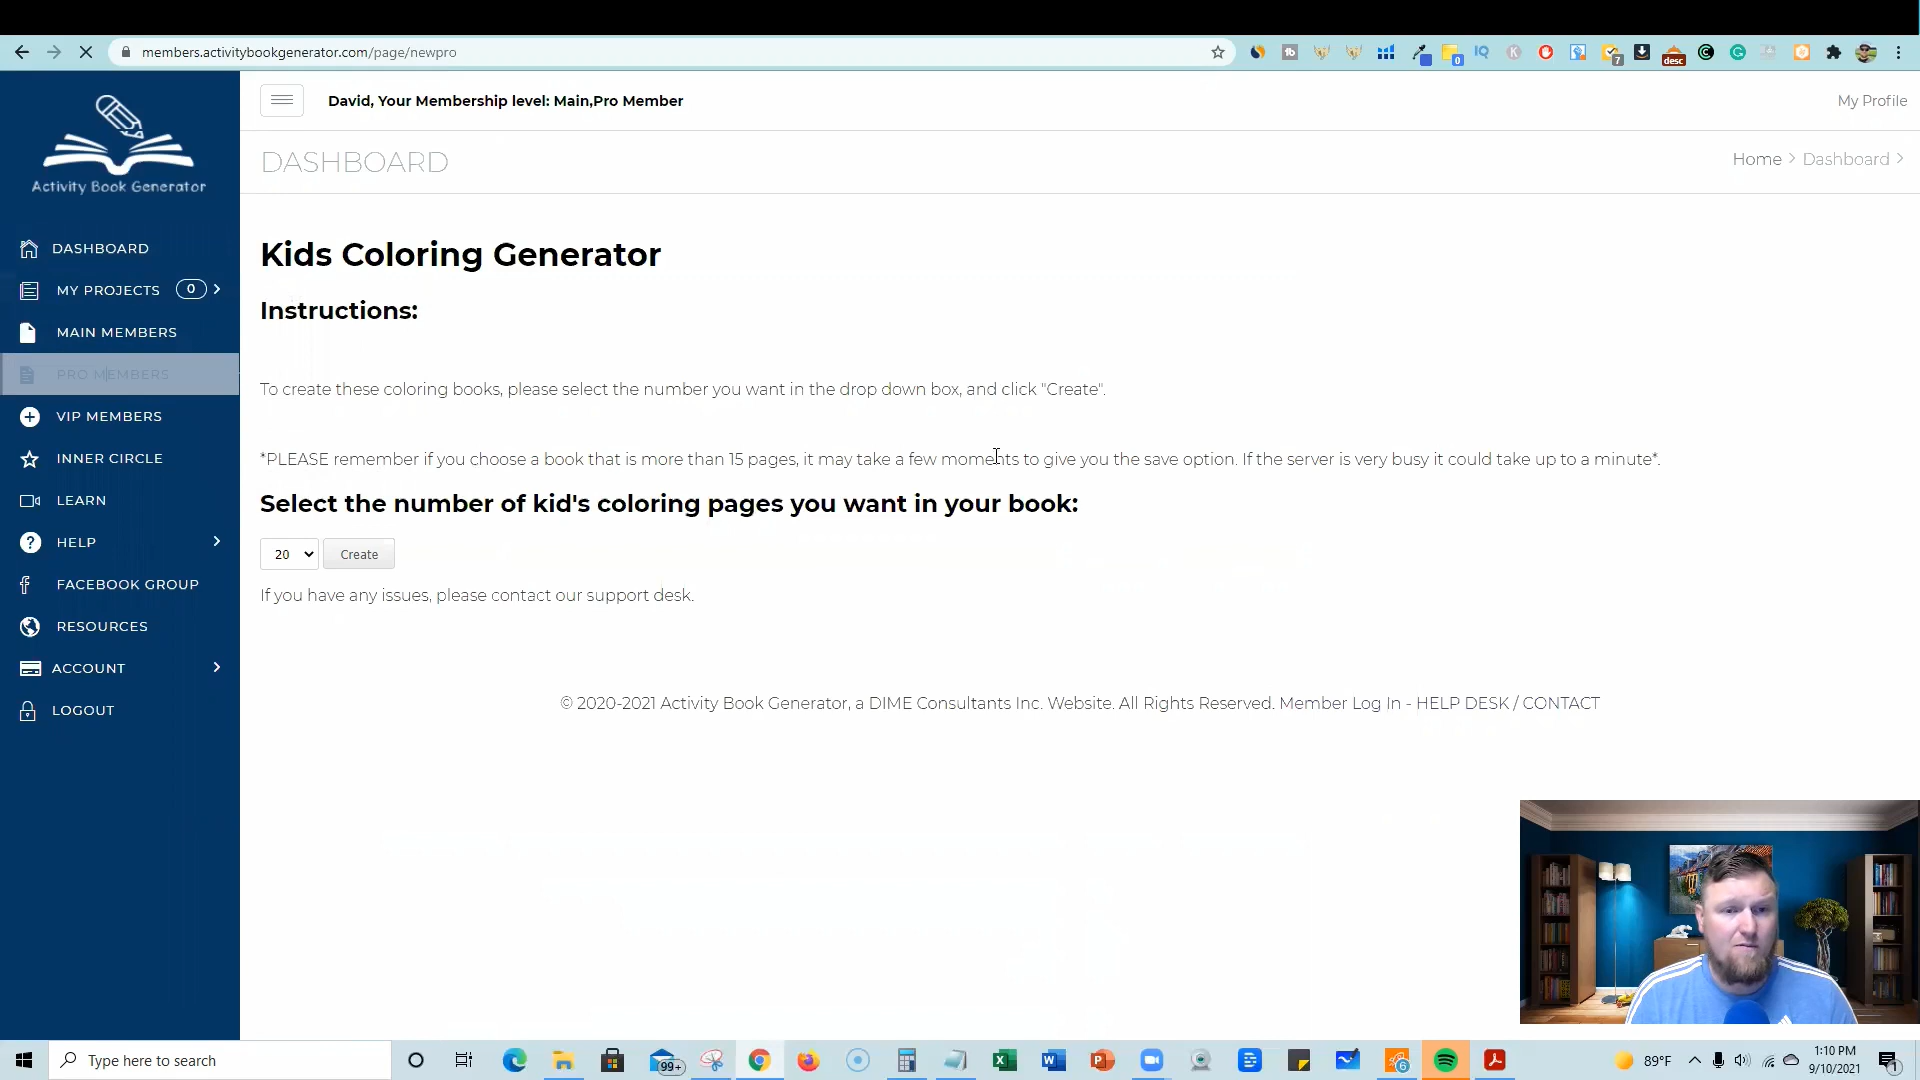 members.activitybookgenerator.com/page/newpro
0
7
desc
Activity Book Generator
David, Your Membership level: Main,Pro Member
My Profile
DASHBOARD
Home > Dashboard >
DASHBOARD
MY PROJECTS 0
MAIN MEMBERS
PRO MEMBERS
VIP MEMBERS
INNER CIRCLE
LEARN
HELP
FACEBOOK GROUP
RESOURCES
ACCOUNT
LOGOUT
Kids Coloring Generator
Instructions:
To create these coloring books, please select the number you want in the drop down box, and click "Create".
*PLEASE remember if you choose a book that is more than 15 pages, it may take a few moments to give you the save option. If the server is very busy it could take up to a minute*.
Select the number of kid's coloring pages you want in your book:
20 Create
If you have any issues, please contact our support desk.
© 2020-2021 Activity Book Generator, a DIME Consultants Inc. Website. All Rights Reserved. Member Log In - HELP DESK / CONTACT
Type here to search
99+
6
89°F
1:10 PM
9/10/2021
1